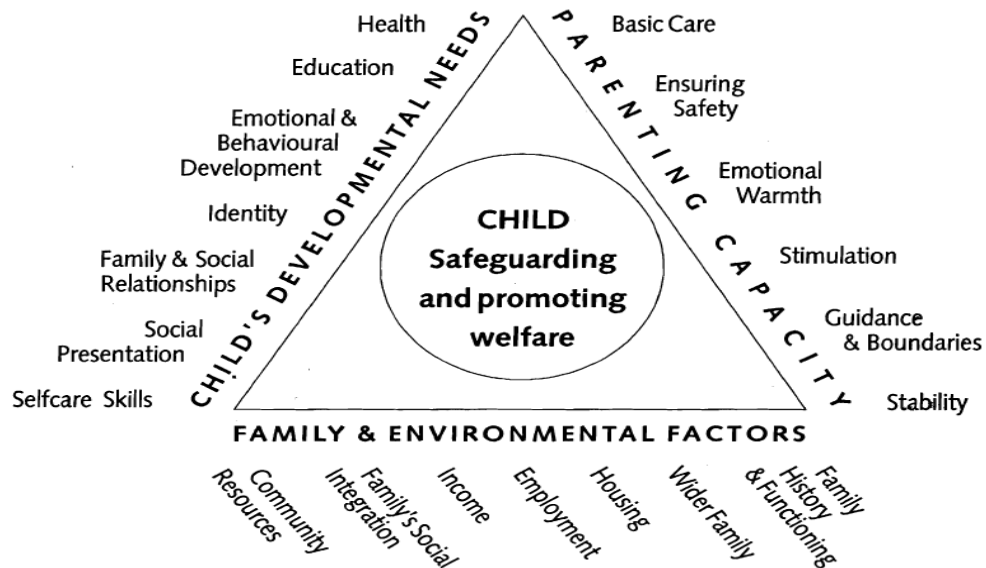 Health
Education
Emotional &
Behavioural
Development
Identity
Family & Social
Relationships
Social
Presentation
Selfcare Skills
CHILD'S DEVELOPMENTAL NEEDS
CHILD
Safeguarding
and promoting
welfare
PARENTING CAPACITY
Basic Care
Ensuring
Safety
Emotional
Warmth
Stimulation
Guidance
& Boundaries
Stability
FAMILY & ENVIRONMENTAL FACTORS
Community
Resources
Family's Social
Integration
Income
Employment
Housing
Wider Family
Family
History
& Functioning